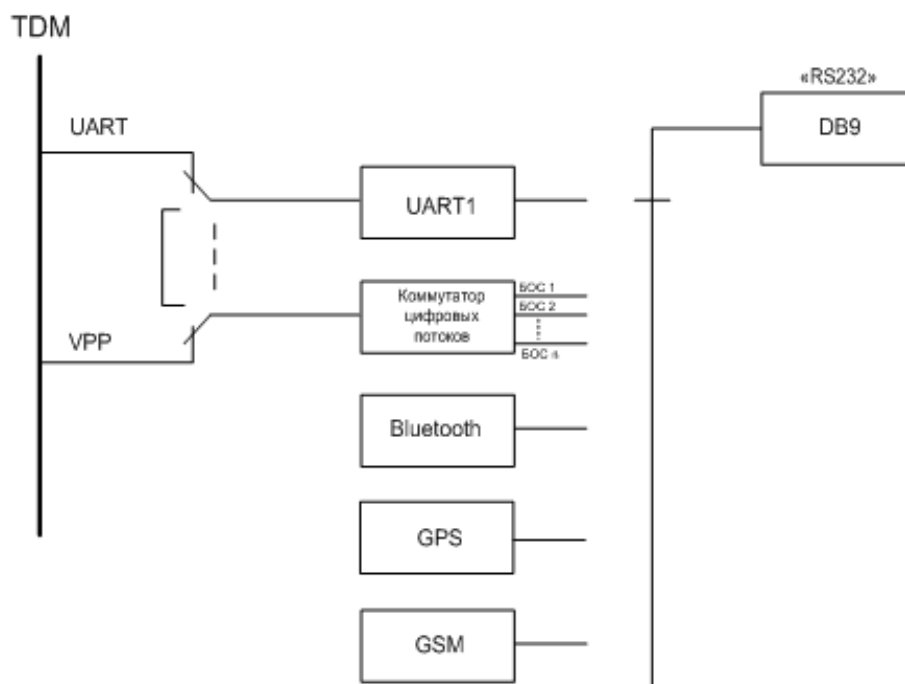 TDM
«RS232»
DB9
UART
UART1
БОС 1
Коммутатор
цифровых
потоков
БОС 2
БОС n
VPP
Bluetooth
GPS
GSM